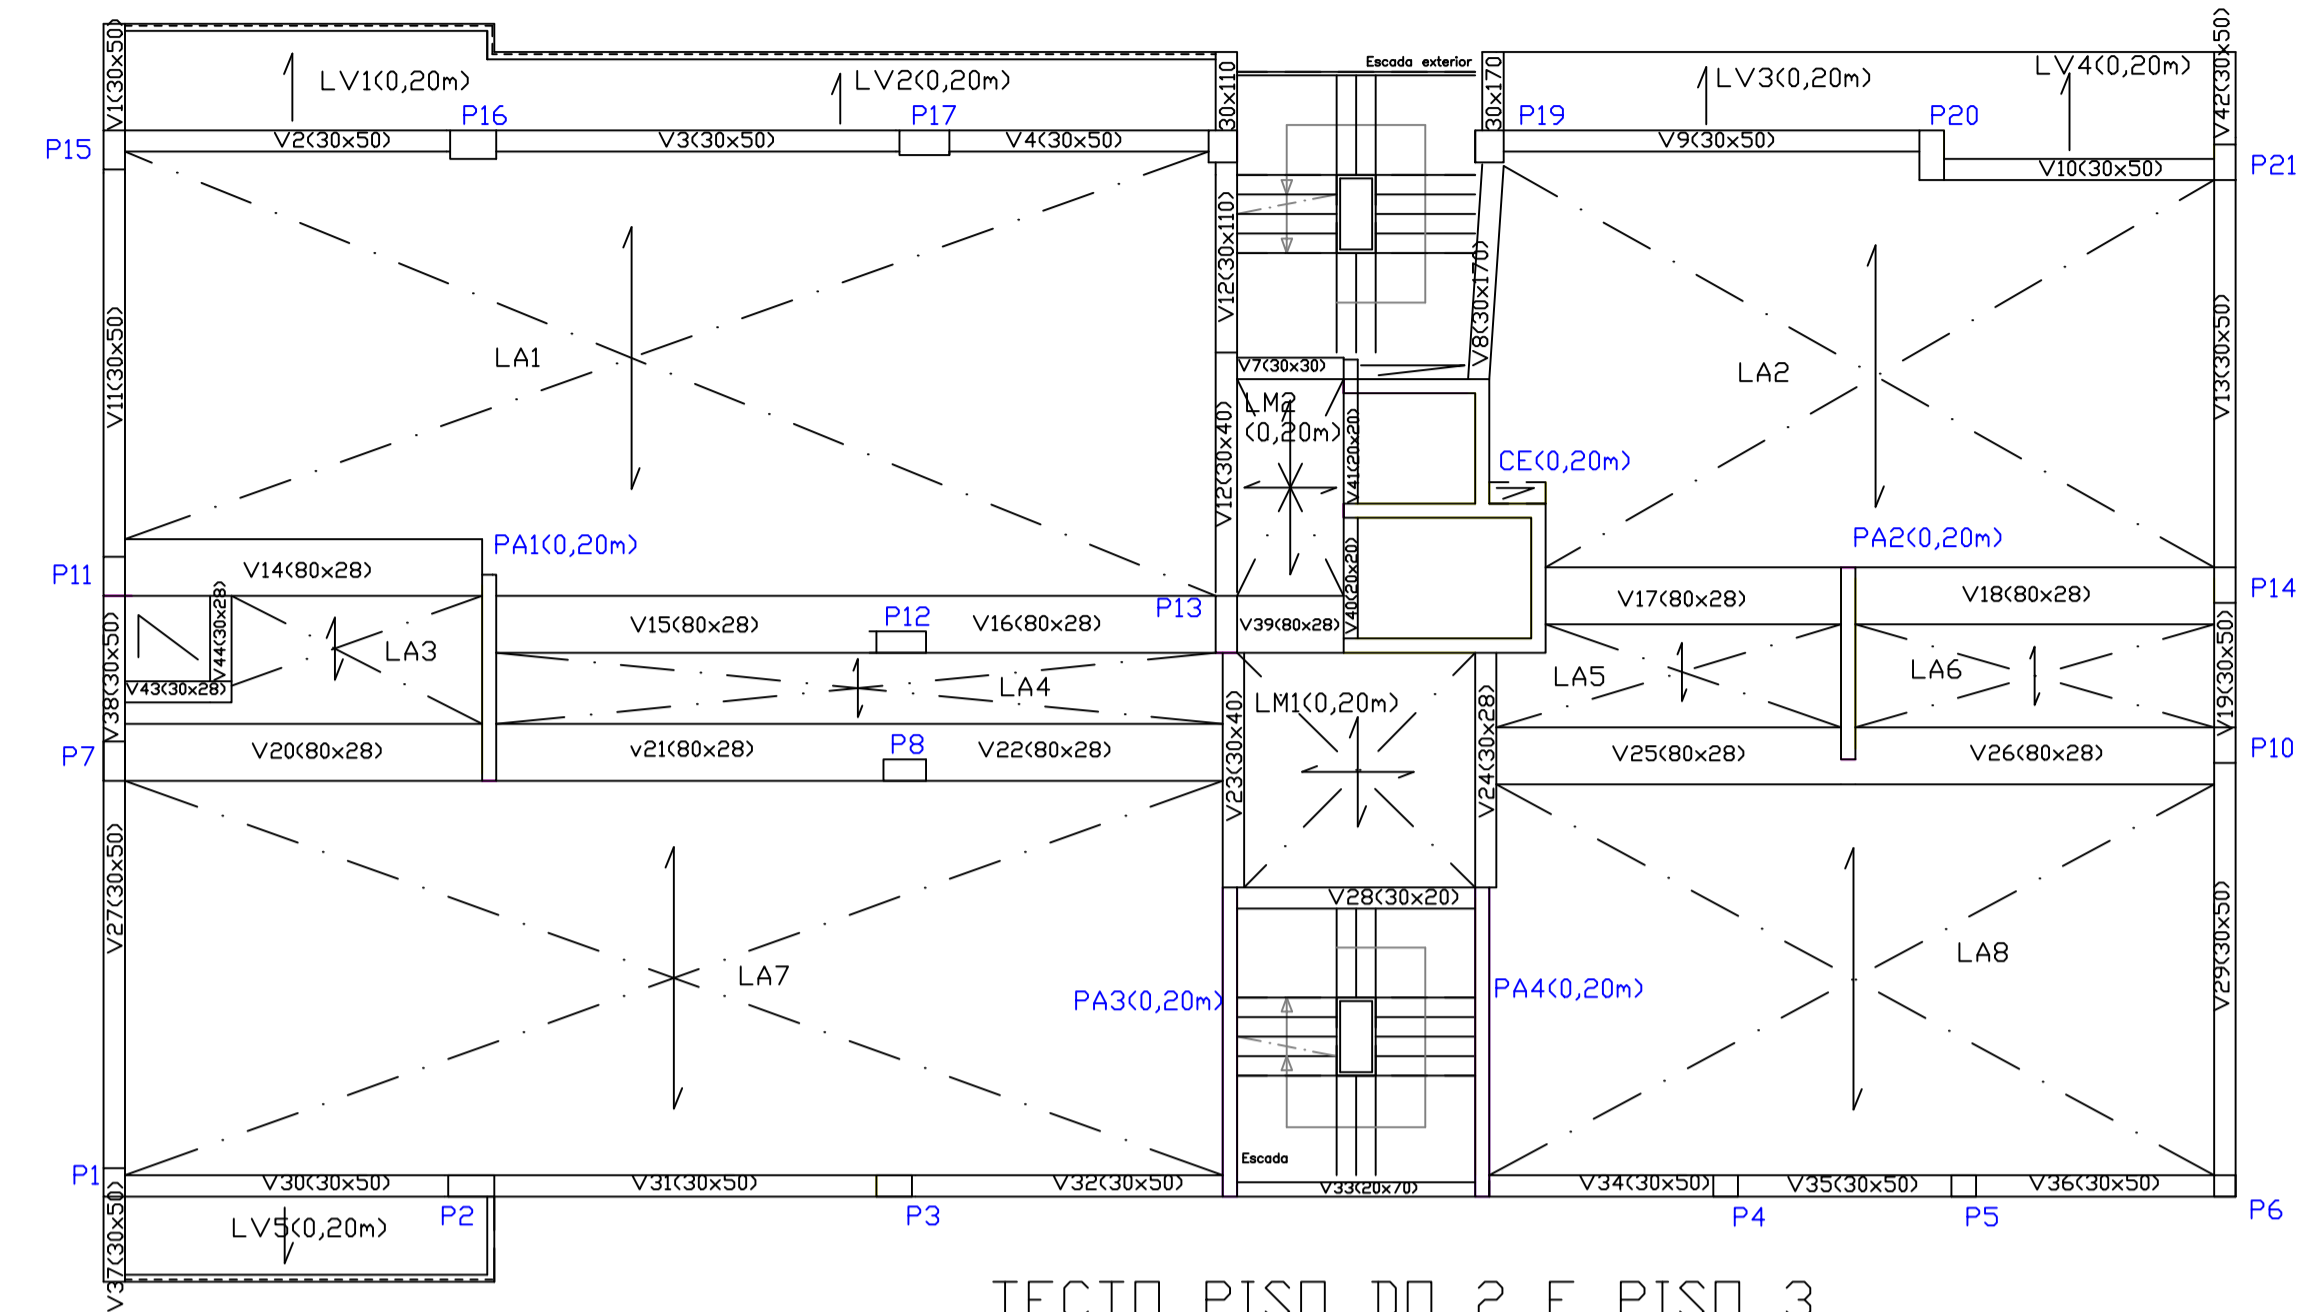 V1(30x50)
LV1(0,20m)
LV2(0,20m)
30x110
Escada exterior
30x170
LV3(0,20m)
LV4(0,20m)
V42(30x50)
P15
P16
P17
P19
P20
P21
V2(30x50)
V3(30x50)
V4(30x50)
V9(30x50)
V10(30x50)
V11(30x50)
LA1
V12(30x110)
V8(30x170)
LA2
V13(30x50)
V7(30x30)
LM2
(0,20m)
V12(30x40)
V41(20x20)
CE(0,20m)
PA1(0,20m)
PA2(0,20m)
P11
V14(80x28)
V44(30x28)
P12
P13
V40(20x20)
V17(80x28)
V18(80x28)
P14
V15(80x28)
V16(80x28)
V39(80x28)
V38(30x50)
V43(30x28)
LA3
LA4
LM1(0,20m)
LA5
LA6
V19(30x50)
P7
V20(80x28)
v21(80x28)
P8
V22(80x28)
V23(30x40)
V24(30x28)
V25(80x28)
V26(80x28)
P10
V27(30x50)
V28(30x20)
LA7
PA3(0,20m)
PA4(0,20m)
LA8
V29(30x50)
P1
Escada
V30(30x50)
V31(30x50)
V32(30x50)
V33(20x70)
V34(30x50)
V35(30x50)
V36(30x50)
P2
P3
P4
P5
P6
V37(30x50)
LV5(0,20m)
TECTO PISO DO 2 E PISO 3